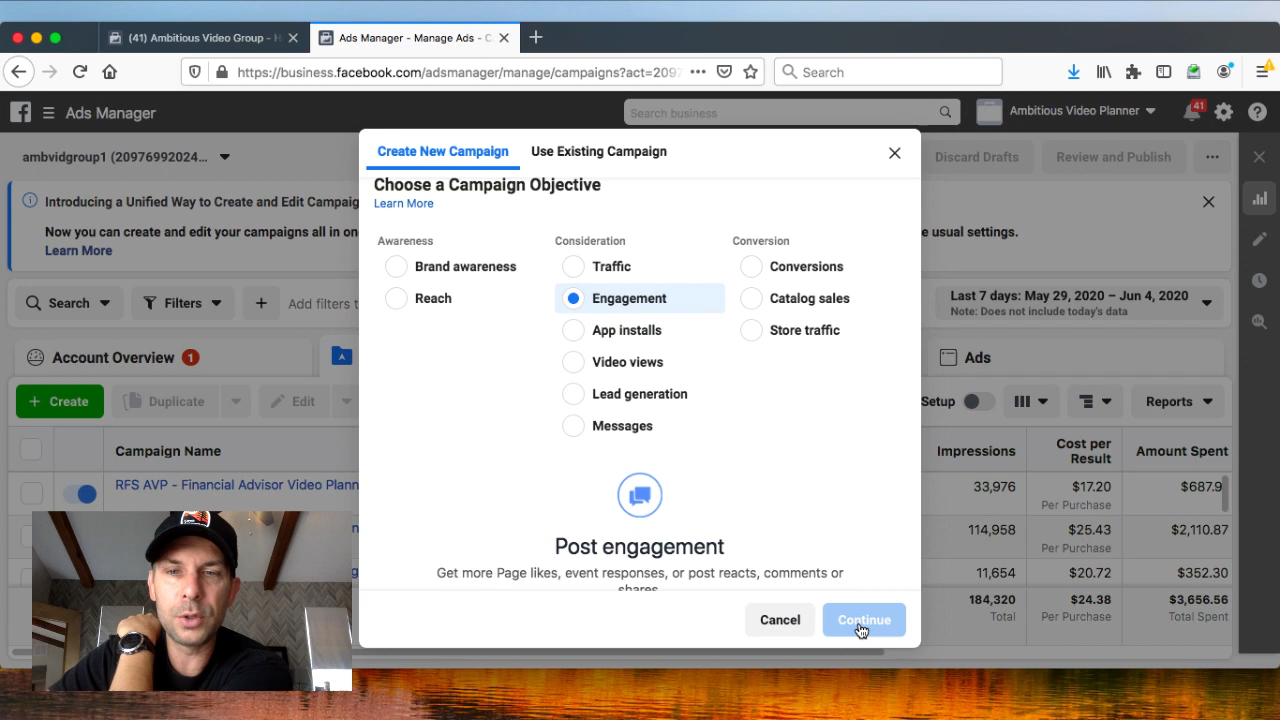 (41) Ambitious Video Group - H
Ads Manager - Manage Ads - C
https://business.facebook.com/adsmanager/manage/campaigns?act=2097
Search
Ads Manager
Search business
Ambitious Video Planner
41
ambvidgroup1 (20976992024...
Discard Drafts
Review and Publish
Introducing a Unified Way to Create and Edit Campaig
Now you can create and edit your campaigns all in on
e usual settings.
Learn More
Search
Filters
Add filters t
Last 7 days: May 29, 2020 – Jun 4, 2020
Note: Does not include today's data
Account Overview 1
Ads
+ Create
Duplicate
Edit
Setup
Reports
Campaign Name
Impressions
Cost per Result
Amount Spent
RFS AVP - Financial Advisor Video Plann
33,976
$17.20
Per Purchase
$687.9
114,958
$25.43
Per Purchase
$2,110.87
11,654
$20.72
$352.30
184,320
Total
$24.38
Per Purchase
$3,656.56
Total Spent
Create New Campaign
Use Existing Campaign
Choose a Campaign Objective
Learn More
Awareness
Consideration
Conversion
Brand awareness
Traffic
Conversions
Reach
Engagement
Catalog sales
App installs
Store traffic
Video views
Lead generation
Messages
Post engagement
Get more Page likes, event responses, or post reacts, comments or
shares.
Cancel
Continue